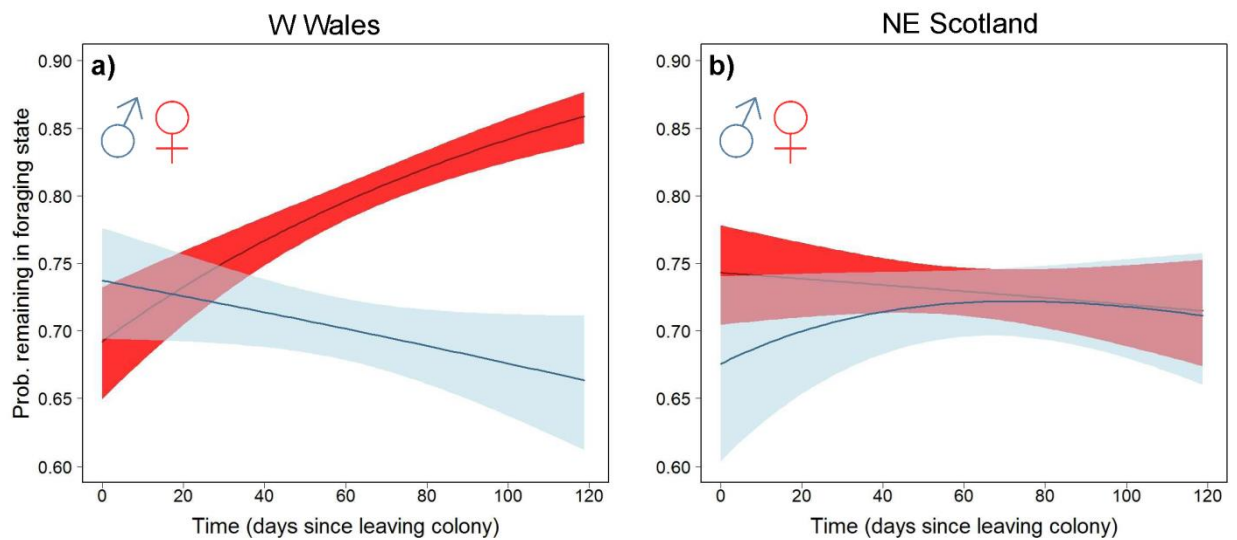 W Wales
NE Scotland
a)
b)
Prob. remaining in foraging state
0.90
0.85
0.80
0.75
0.70
0.65
0.60
0 20 40 60 80 100 120
Time (days since leaving colony)
0.90
0.85
0.80
0.75
0.70
0.65
0.60
0 20 40 60 80 100 120
Time (days since leaving colony)